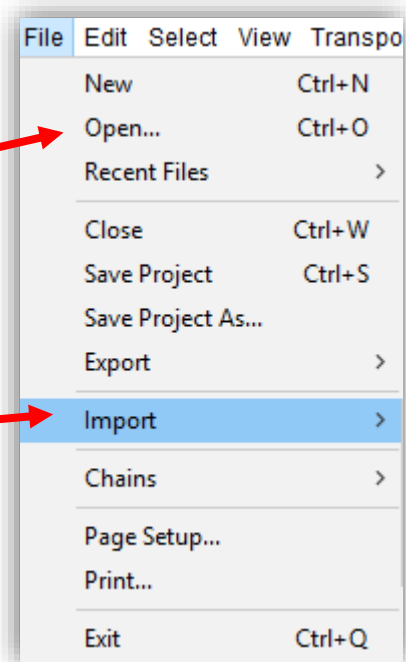 File Edit Select View Transpo
New Ctrl+N
Open... Ctrl+O
Recent Files >
Close Ctrl+W
Save Project Ctrl+S
Save Project As...
Export >
Import >
Chains >
Page Setup...
Print...
Exit Ctrl+Q